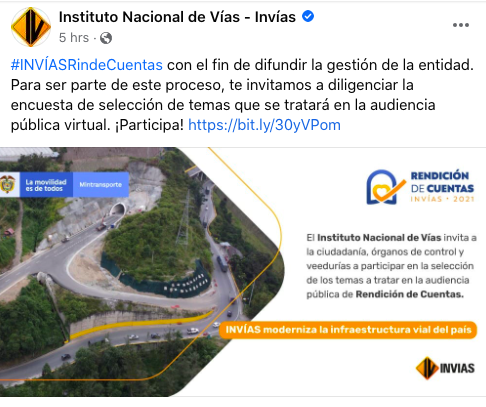 Instituto Nacional de Vías - Invías
5 hrs ·
#INVÍASRindeCuentas con el fin de difundir la gestión de la entidad.
Para ser parte de este proceso, te invitamos a diligenciar la
encuesta de selección de temas que se tratará en la audiencia
pública virtual. ¡Participa! https://bit.ly/30yVPom
La movilidad
es de todos
Mintransporte
RENDICIÓN
DE CUENTAS
INVÍAS · 2021
El Instituto Nacional de Vías invita a
la ciudadanía, órganos de control y
veedurías a participar en la selección
de los temas a tratar en la audiencia
pública de Rendición de Cuentas.
INVÍAS moderniza la infraestructura vial del país
INVIAS